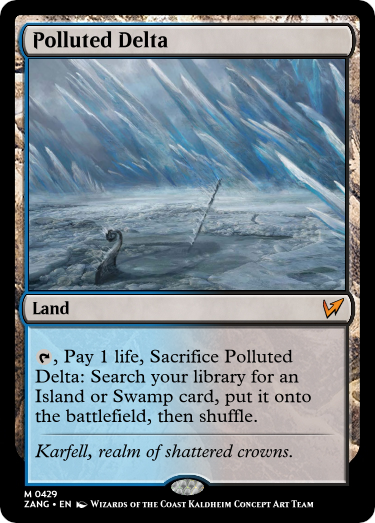 Polluted Delta
Land
, Pay 1 life, Sacrifice Polluted
Delta: Search your library for an
Island or Swamp card, put it onto
the battlefield, then shuffle.
Karfell, realm of shattered crowns.
M 0429
ZANG • EN Wizards of the Coast Kaldheim Concept Art Team